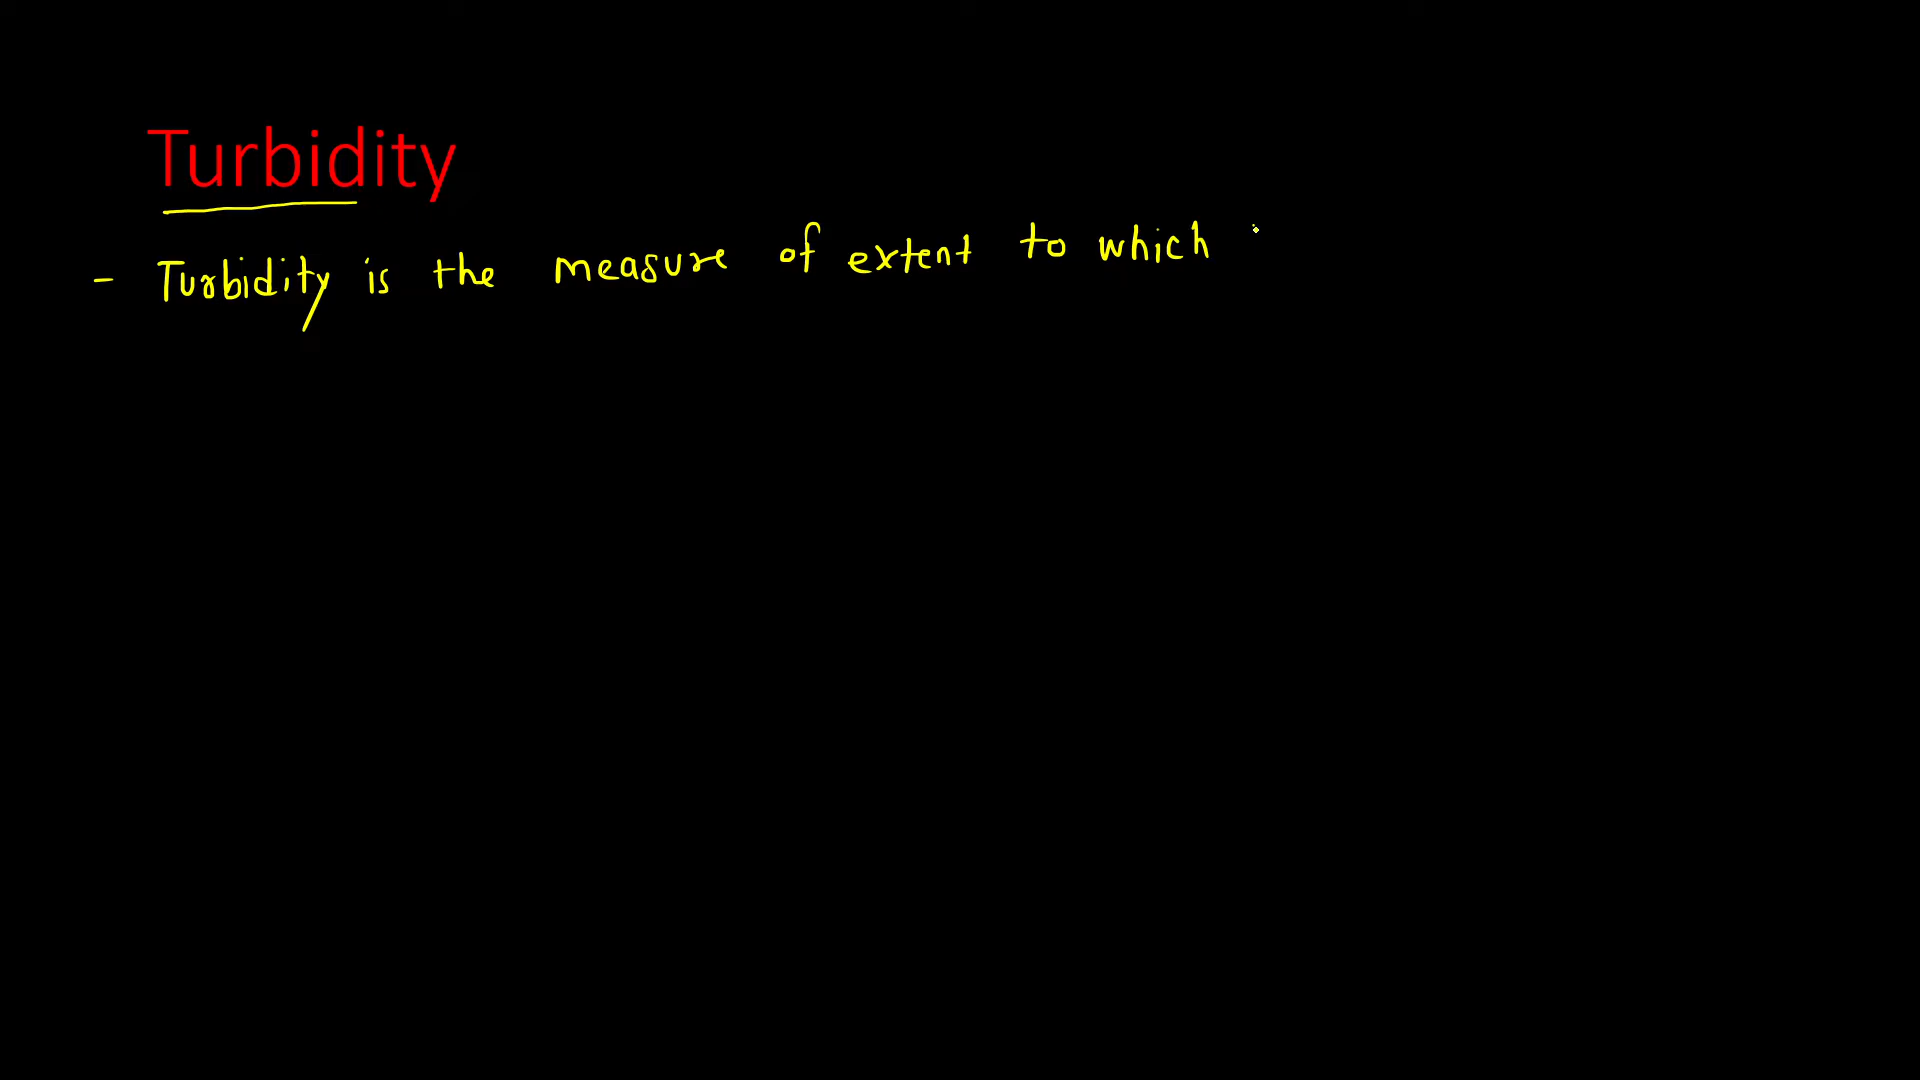 Turbidity
- Turbidity is the measure of extent to which